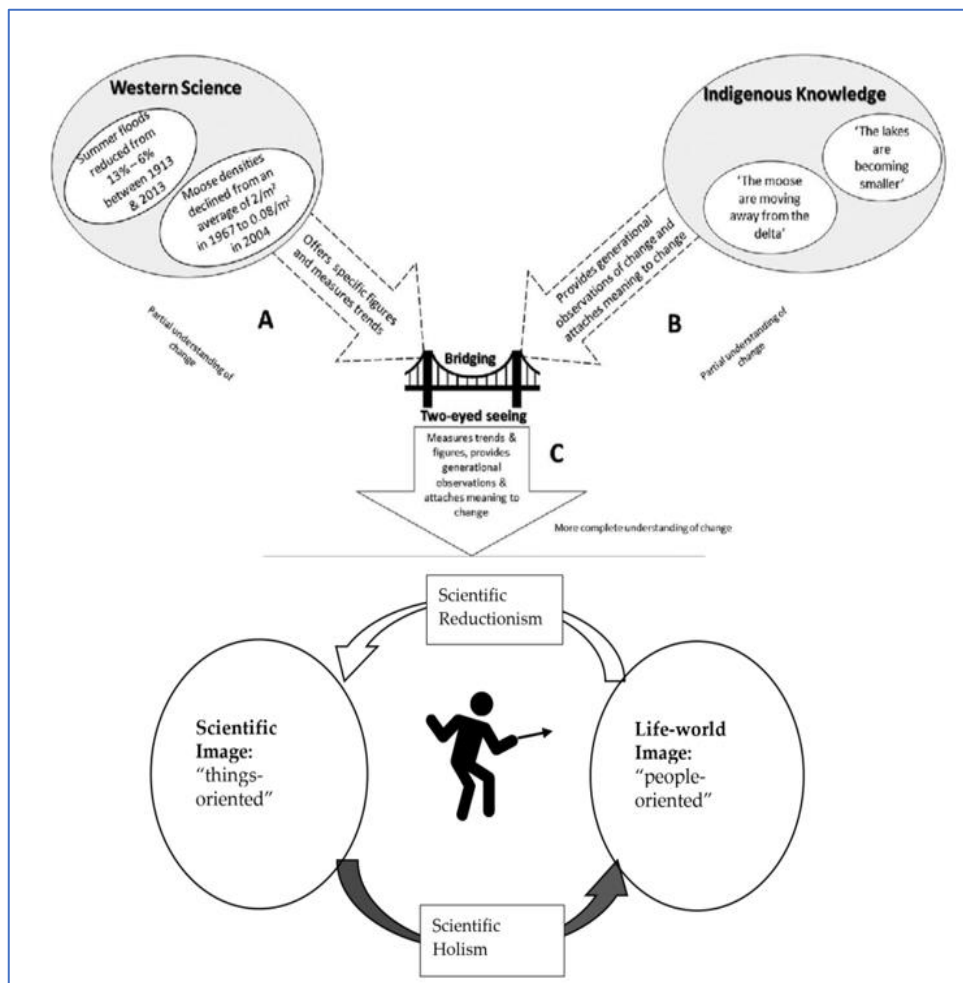 Western Science
Summer floods
reduced from
13%–6%
between 1913
& 2013
Moose densities
declined from an
average of 2/m²
in 1967 to 0.08/m²
in 2004
Indigenous Knowledge
'The lakes
are
becoming
smaller'
'The moose
are moving
away from the
delta'
Offers specific figures
and measures trends
Provides generational
observations of change and
attaches meaning to change
A
B
Partial understanding of
change
Partial understanding of
change
Bridging
Two-eyed seeing
Measures trends &
figures, provides
generational
observations &
attaches meaning to
change
C
More complete understanding of change
Scientific
Reductionism
Scientific
Image:
“things-
oriented”
Life-world
Image:
“people-
oriented”
Scientific
Holism